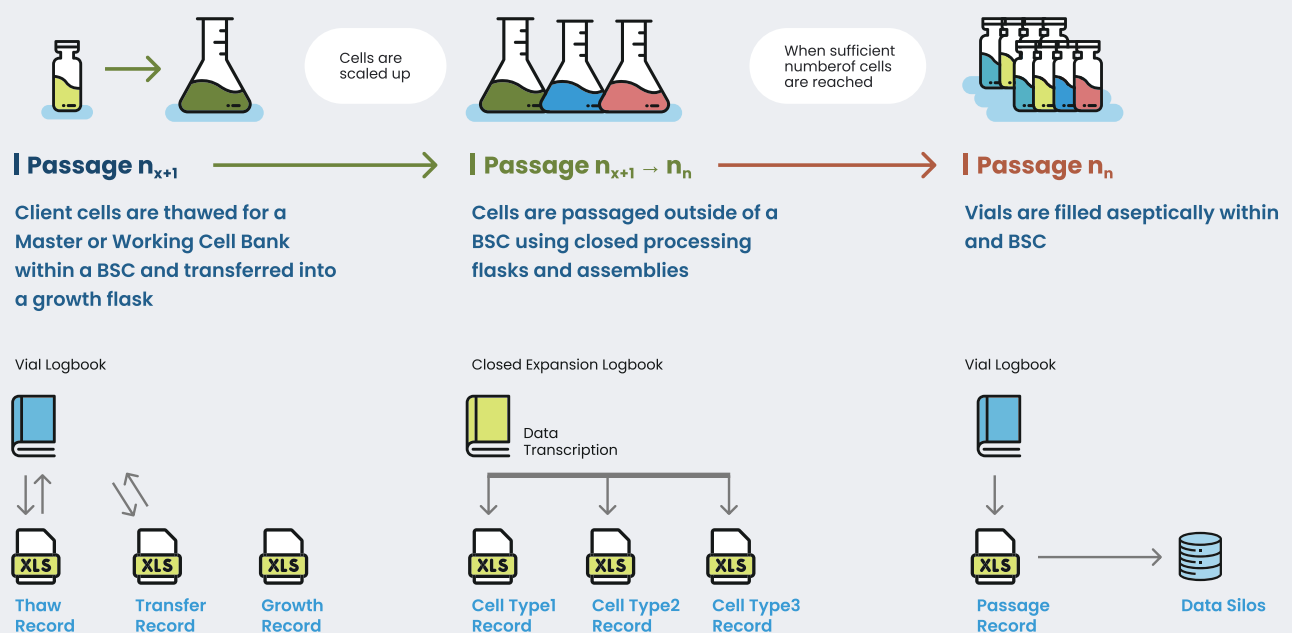 Cells are
scaled up
When sufficient
numberof cells
are reached
Passage nx+1
Passage nx+1 → nn
Passage nn
Client cells are thawed for a
Master or Working Cell Bank
within a BSC and transferred into
a growth flask
Cells are passaged outside of a
BSC using closed processing
flasks and assemblies
Vials are filled aseptically within
and BSC
Vial Logbook
Closed Expansion Logbook
Vial Logbook
Data
Transcription
XLS
XLS
XLS
XLS
XLS
XLS
XLS
Thaw
Record
Transfer
Record
Growth
Record
Cell Type1
Record
Cell Type2
Record
Cell Type3
Record
Passage
Record
Data Silos